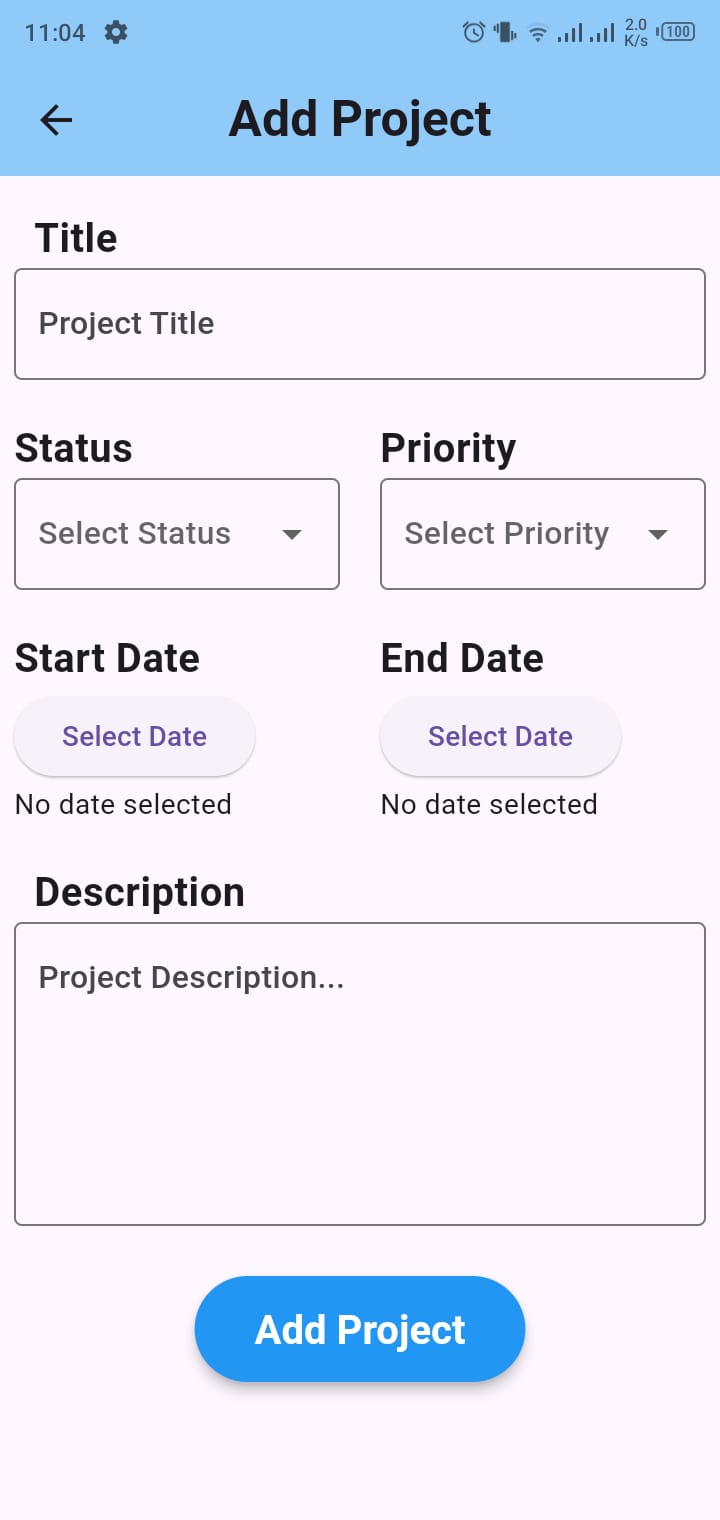 11:04 2.0 K/s 100
Add Project
Title
Project Title
Status Priority
Select Status Select Priority
Start Date End Date
Select Date Select Date
No date selected No date selected
Description
Project Description...
Add Project